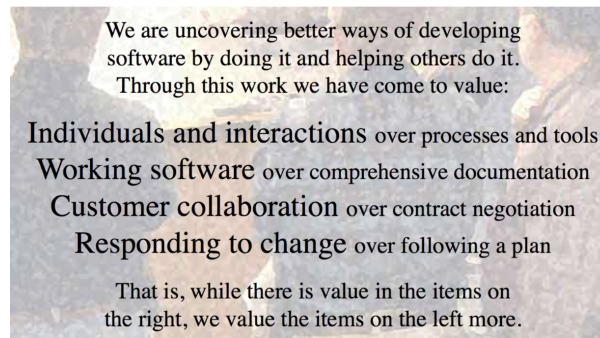 We are uncovering better ways of developing
software by doing it and helping others do it.
Through this work we have come to value:
Individuals and interactions over processes and tools
Working software over comprehensive documentation
Customer collaboration over contract negotiation
Responding to change over following a plan
That is, while there is value in the items on
the right, we value the items on the left more.